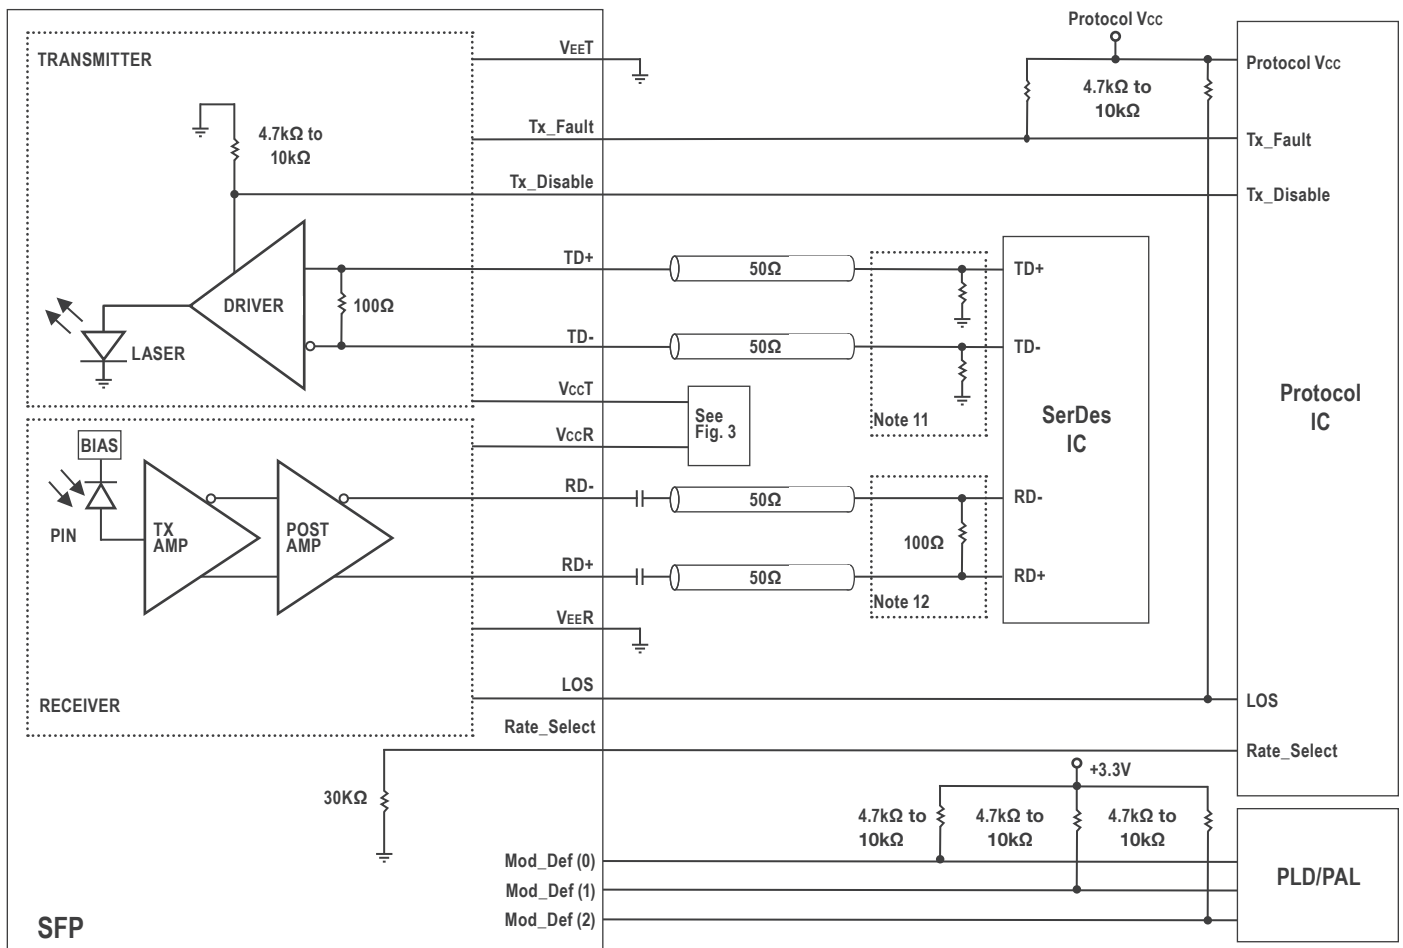 TRANSMITTER
VEET
Protocol Vcc
Protocol Vcc
4.7kΩ to
10kΩ
4.7kΩ to
10kΩ
Tx_Fault
Tx_Fault
Tx_Disable
Tx_Disable
TD+
50Ω
TD+
DRIVER
100Ω
LASER
TD-
50Ω
TD-
VccT
See
Fig. 3
Note 11
SerDes
IC
Protocol
IC
VccR
BIAS
RD-
50Ω
RD-
PIN
TX
AMP
POST
AMP
100Ω
RD+
50Ω
RD+
Note 12
VEER
LOS
LOS
RECEIVER
Rate_Select
Rate_Select
+3.3V
30KΩ
4.7kΩ to
10kΩ
4.7kΩ to
10kΩ
4.7kΩ to
10kΩ
Mod_Def (0)
Mod_Def (1)
Mod_Def (2)
PLD/PAL
SFP